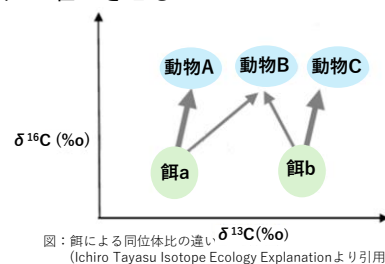 動物A 動物B 動物C
δ ¹⁶C (%o)
餌a 餌b
δ ¹³C(%o)
図：餌による同位体比の違い
(Ichiro Tayasu Isotope Ecology Explanationより引用